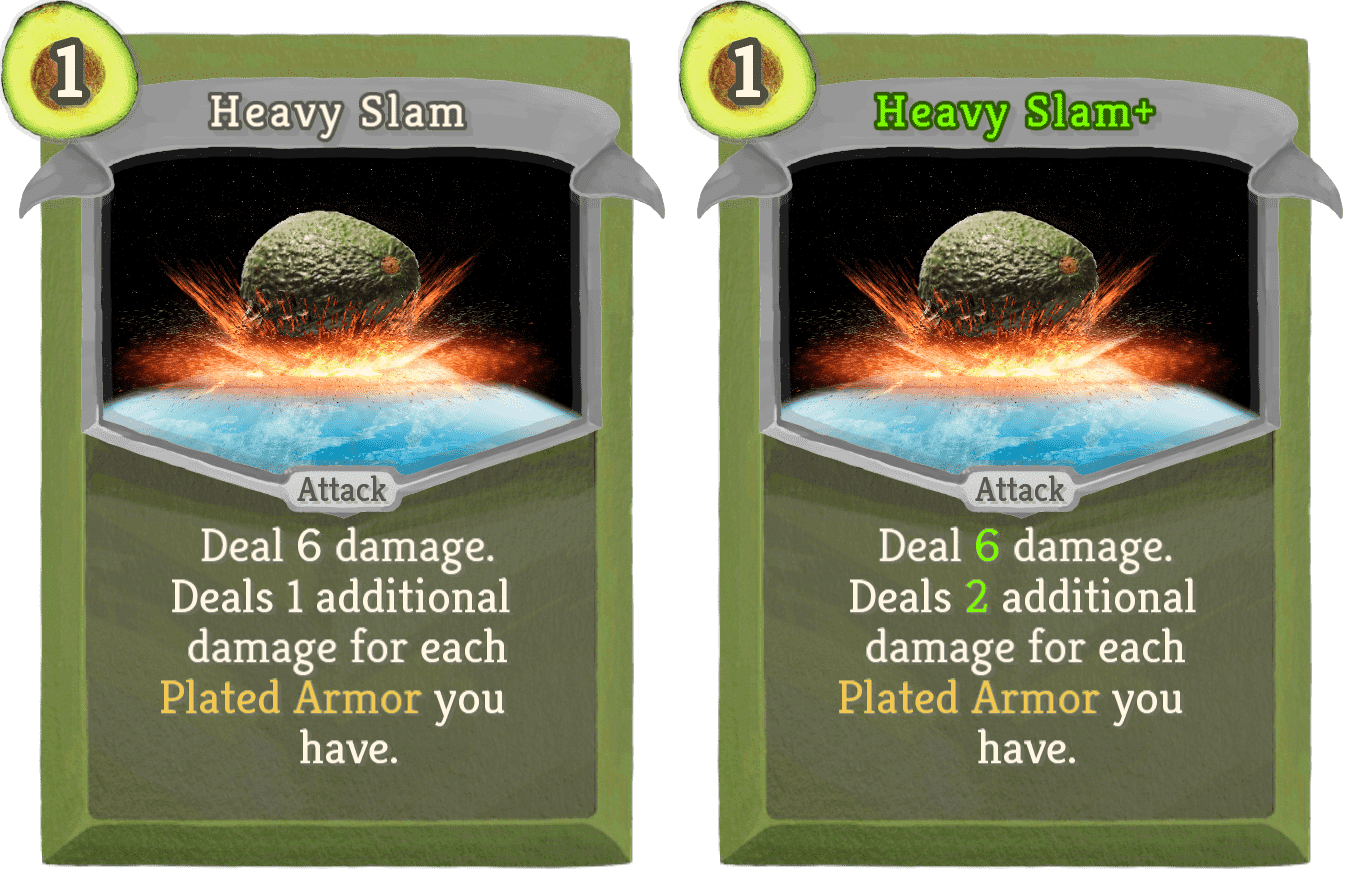 1
Heavy Slam
Attack
Deal 6 damage.
Deals 1 additional
damage for each
Plated Armor you
have.
1
Heavy Slam+
Attack
Deal 6 damage.
Deals 2 additional
damage for each
Plated Armor you
have.